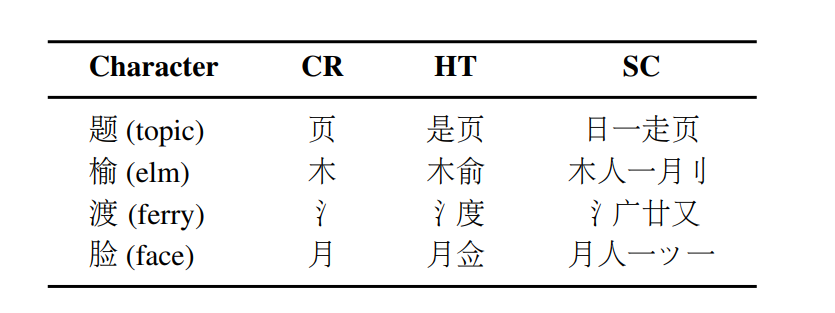 Character CR HT SC
题 (topic) 页 是页 日一走页
榆 (elm) 木 木俞 木人一月刂
渡 (ferry) 氵 氵度 氵广廿又
脸 (face) 月 月佥 月人一ツ一